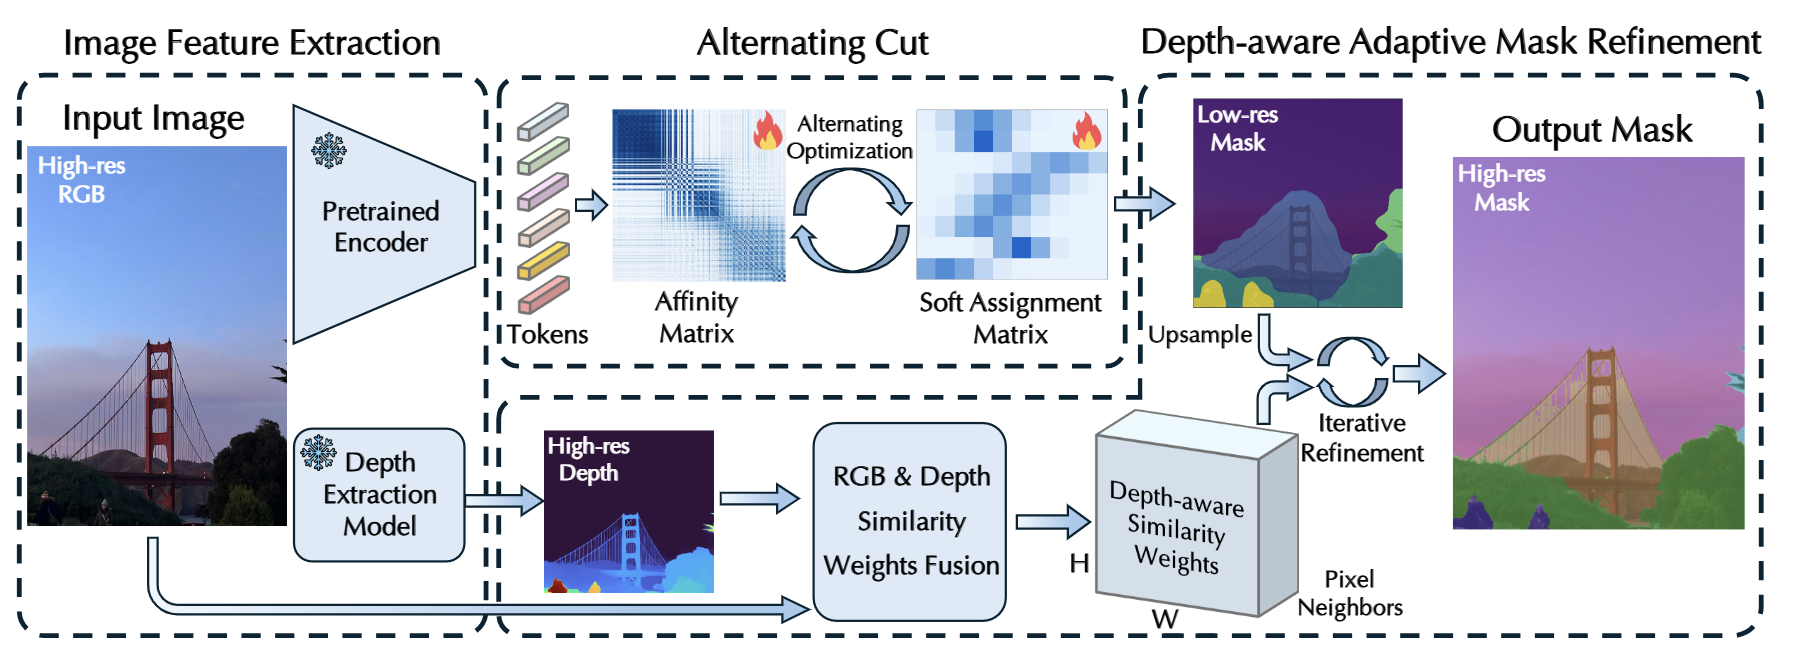 Image Feature Extraction
Input Image
High-res
RGB
Pretrained
Encoder
Depth
Extraction
Model
Alternating Cut
Tokens
Affinity
Matrix
Alternating
Optimization
Soft Assignment
Matrix
Depth-aware Adaptive Mask Refinement
Low-res
Mask
Upsample
Iterative
Refinement
Output Mask
High-res
Mask
High-res
Depth
RGB & Depth
Similarity
Weights Fusion
Depth-aware
Similarity
Weights
H
W
Pixel
Neighbors